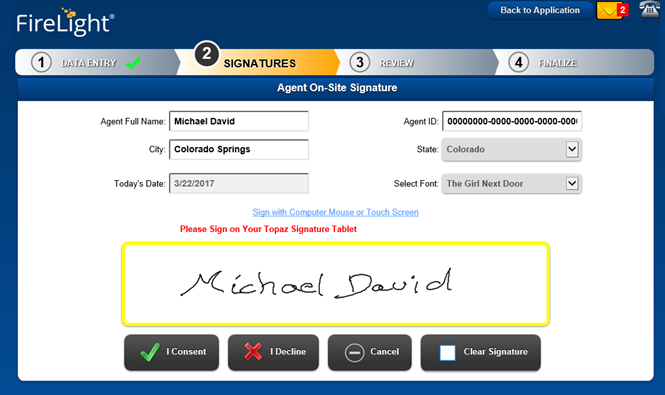 FireLight®
Back to Application
2
1 DATA ENTRY
2 SIGNATURES
3 REVIEW
4 FINALIZE
Agent On-Site Signature
Agent Full Name: Michael David
Agent ID: 00000000-0000-0000-0000-000
City: Colorado Springs
State: Colorado
Today's Date: 3/22/2017
Select Font: The Girl Next Door
Sign with Computer Mouse or Touch Screen
Please Sign on Your Topaz Signature Tablet
Michael David
I Consent
I Decline
Cancel
Clear Signature